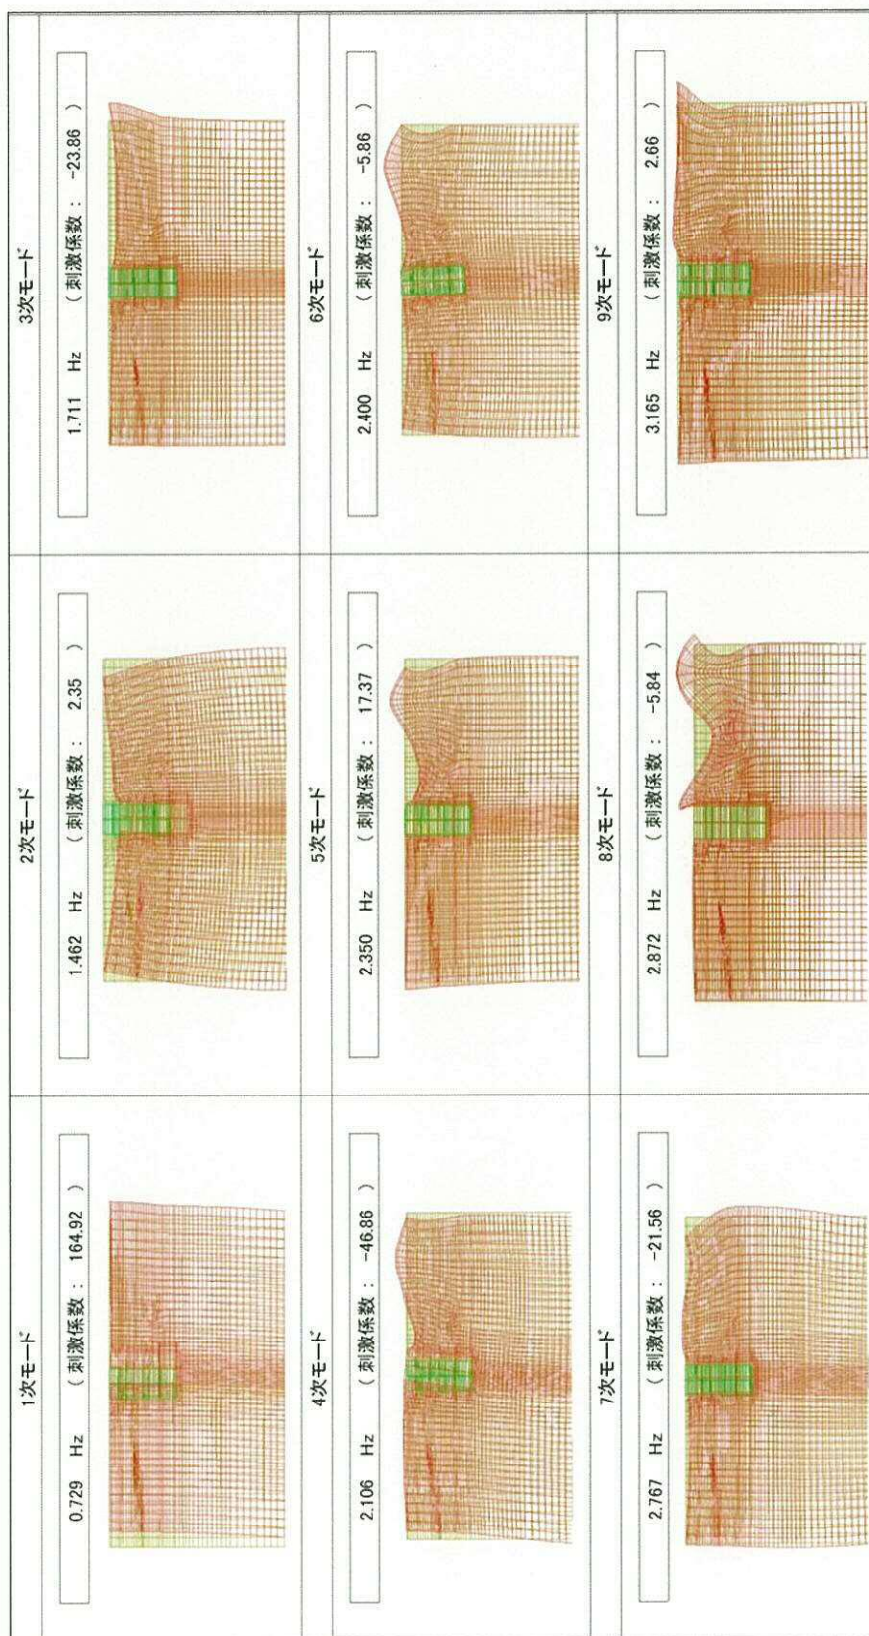 1次モード
0.729 Hz （ 刺激係数 ： 164.92 ）
2次モード
1.462 Hz （ 刺激係数 ： 2.35 ）
3次モード
1.711 Hz （ 刺激係数 ： -23.86 ）
4次モード
2.106 Hz （ 刺激係数 ： -46.86 ）
5次モード
2.350 Hz （ 刺激係数 ： 17.37 ）
6次モード
2.400 Hz （ 刺激係数 ： -5.86 ）
7次モード
2.767 Hz （ 刺激係数 ： -21.56 ）
8次モード
2.872 Hz （ 刺激係数 ： -5.84 ）
9次モード
3.165 Hz （ 刺激係数 ： 2.66 ）